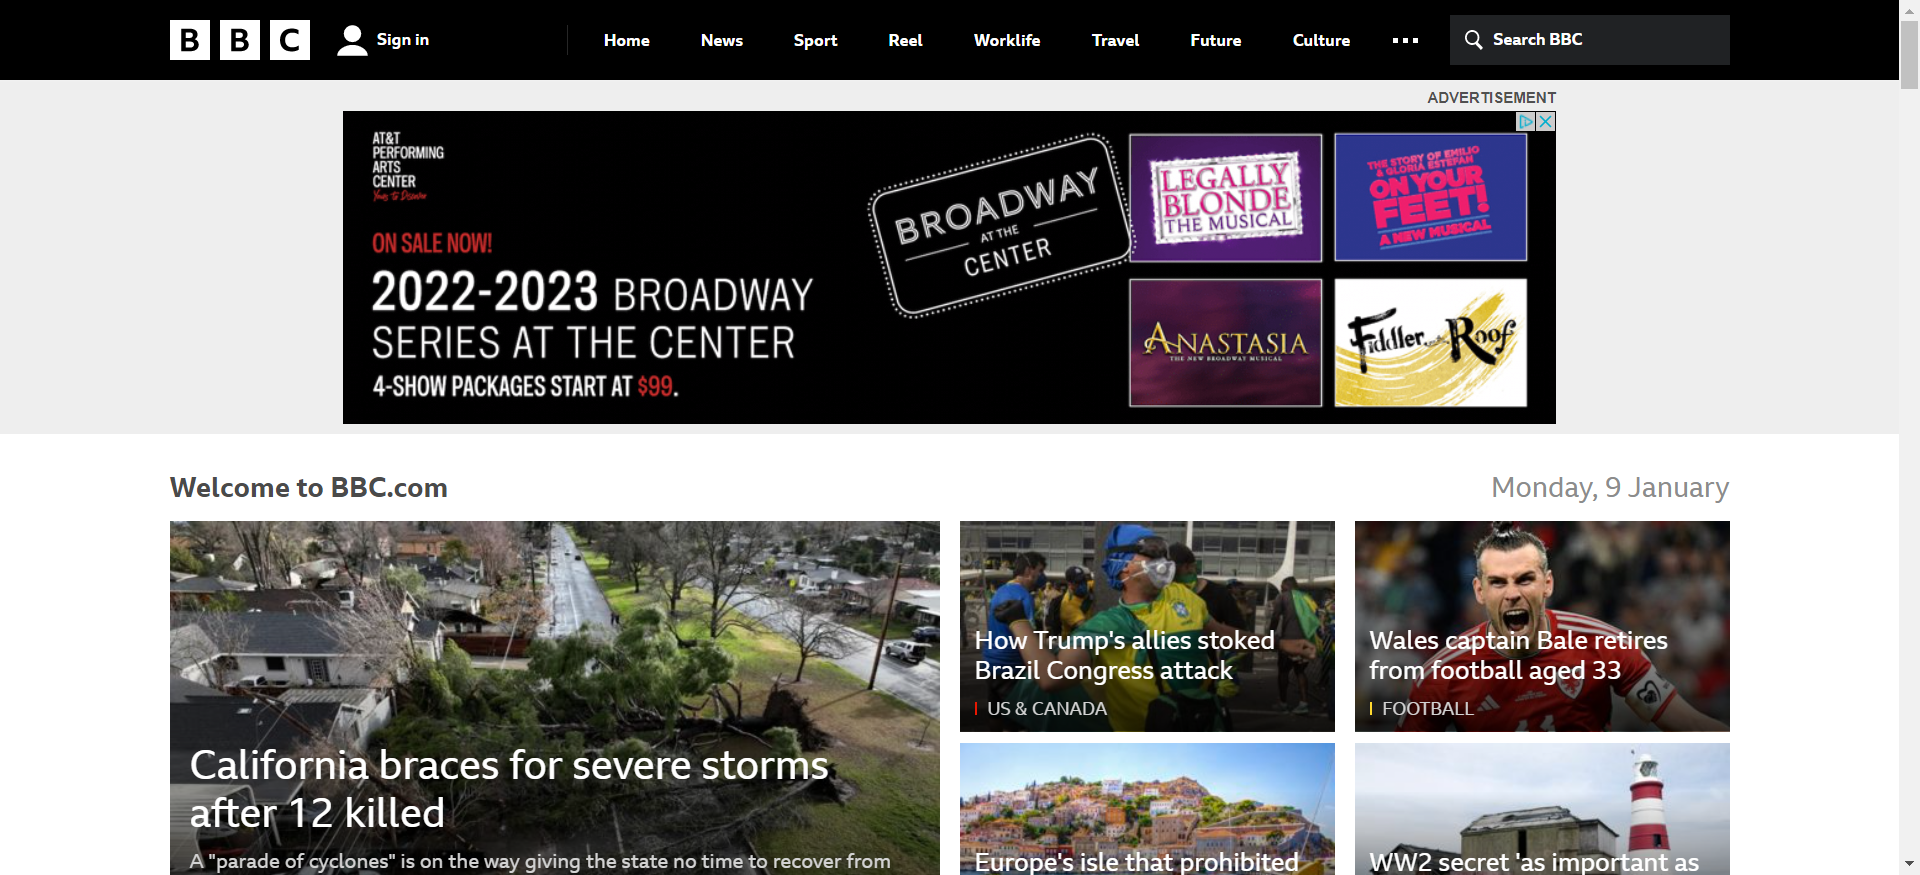 BBC
Sign in
Home
News
Sport
Reel
Worklife
Travel
Future
Culture
Search BBC
ADVERTISEMENT
AT&T
PERFORMING
ARTS
CENTER
Yours to Discover
ON SALE NOW!
2022-2023 BROADWAY
SERIES AT THE CENTER
4-SHOW PACKAGES START AT $99.
BROADWAY
AT THE
CENTER
LEGALLY
BLONDE
THE MUSICAL
THE STORY OF EMILIO
& GLORIA ESTEFAN
ON YOUR
FEET!
A NEW MUSICAL
ANASTASIA
THE NEW BROADWAY MUSICAL
Fiddler on the Roof
Welcome to BBC.com
Monday, 9 January
California braces for severe storms
after 12 killed
A "parade of cyclones" is on the way giving the state no time to recover from
How Trump's allies stoked
Brazil Congress attack
US & CANADA
Wales captain Bale retires
from football aged 33
FOOTBALL
11
Europe's isle that prohibited
WW2 secret 'as important as